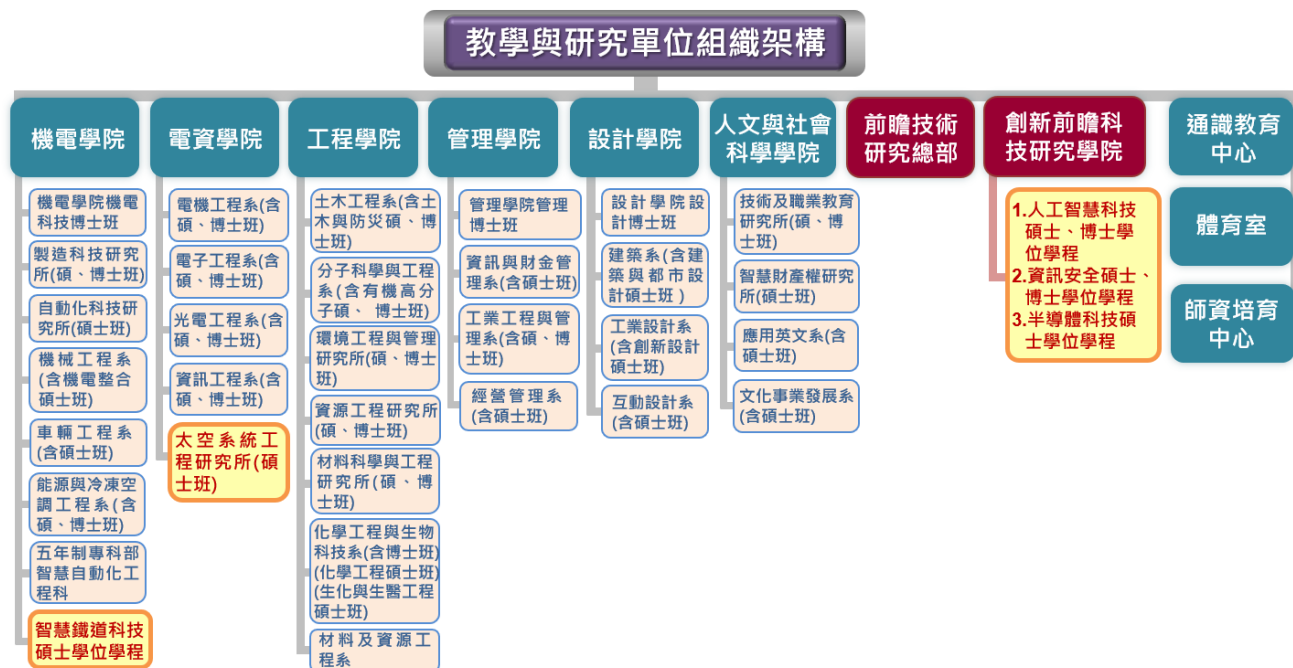 教學與研究單位組織架構
機電學院
機電學院機電
科技博士班
製造科技研究
所(碩、博士班)
自動化科技研
究所(碩士班)
機械工程系
(含機電整合
碩士班)
車輛工程系
(含碩士班)
能源與冷凍空
調工程系(含
碩、博士班)
五年制專科部
智慧自動化工
程科
智慧鐵道科技
碩士學位學程
電資學院
電機工程系(含
碩、博士班)
電子工程系(含
碩、博士班)
光電工程系(含
碩、博士班)
資訊工程系(含
碩、博士班)
太空系統工
程研究所(碩
士班)
工程學院
土木工程系(含土
木與防災碩、博
士班)
分子科學與工程
系(含有機高分
子碩、 博士班)
環境工程與管理
研究所(碩、博士
班)
資源工程研究所
(碩、博士班)
材料科學與工程
研究所(碩、博
士班)
化學工程與生物
科技系(含博士班)
(化學工程碩士班)
(生化與生醫工程
碩士班)
材料及資源工
程系
管理學院
管理學院管理
博士班
資訊與財金管
理系(含碩士班)
工業工程與管
理系(含碩、博
士班)
經營管理系
(含碩士班)
設計學院
設計學院設
計博士班
建築系(含建
築與都市設
計碩士班)
工業設計系
(含創新設計
碩士班)
互動設計系
(含碩士班)
人文與社會
科學學院
技術及職業教育
研究所(碩、博
士班)
智慧財產權研究
所(碩士班)
應用英文系(含
碩士班)
文化事業發展系
(含碩士班)
前瞻技術
研究總部
創新前瞻科
技研究學院
1.人工智慧科技
碩士、博士學
位學程
2.資訊安全碩士、
博士學位學程
3.半導體科技碩
士學位學程
通識教育
中心
體育室
師資培育
中心